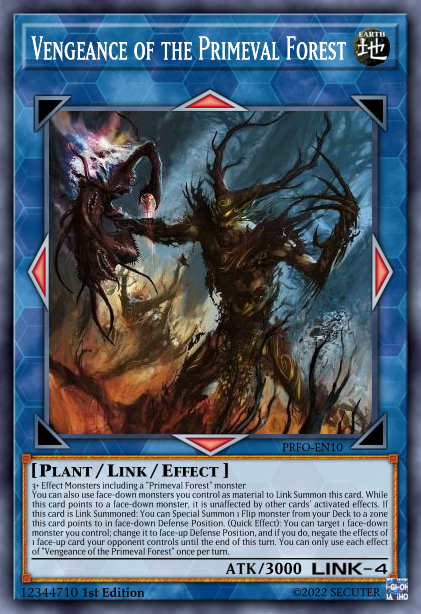 VENGEANCE OF THE PRIMEVAL FOREST
EARTH
地
PRFO-EN10
[PLANT / LINK / EFFECT ]
3+ Effect Monsters including a "Primeval Forest" monster
You can also use face-down monsters you control as material to Link Summon this card. While
this card points to a face-down monster, it is unaffected by other cards' activated effects. If
this card is Link Summoned: You can Special Summon 1 Flip monster from your Deck to a zone
this card points to in face-down Defense Position. (Quick Effect): You can target 1 face-down
monster you control; change it to face-up Defense Position, and if you do, negate the effects of
1 face-up card your opponent controls until the end of this turn. You can only use each effect
of "Vengeance of the Primeval Forest" once per turn.
ATK/3000 LINK-4
12344710 1st Edition ©2022 SECUTER